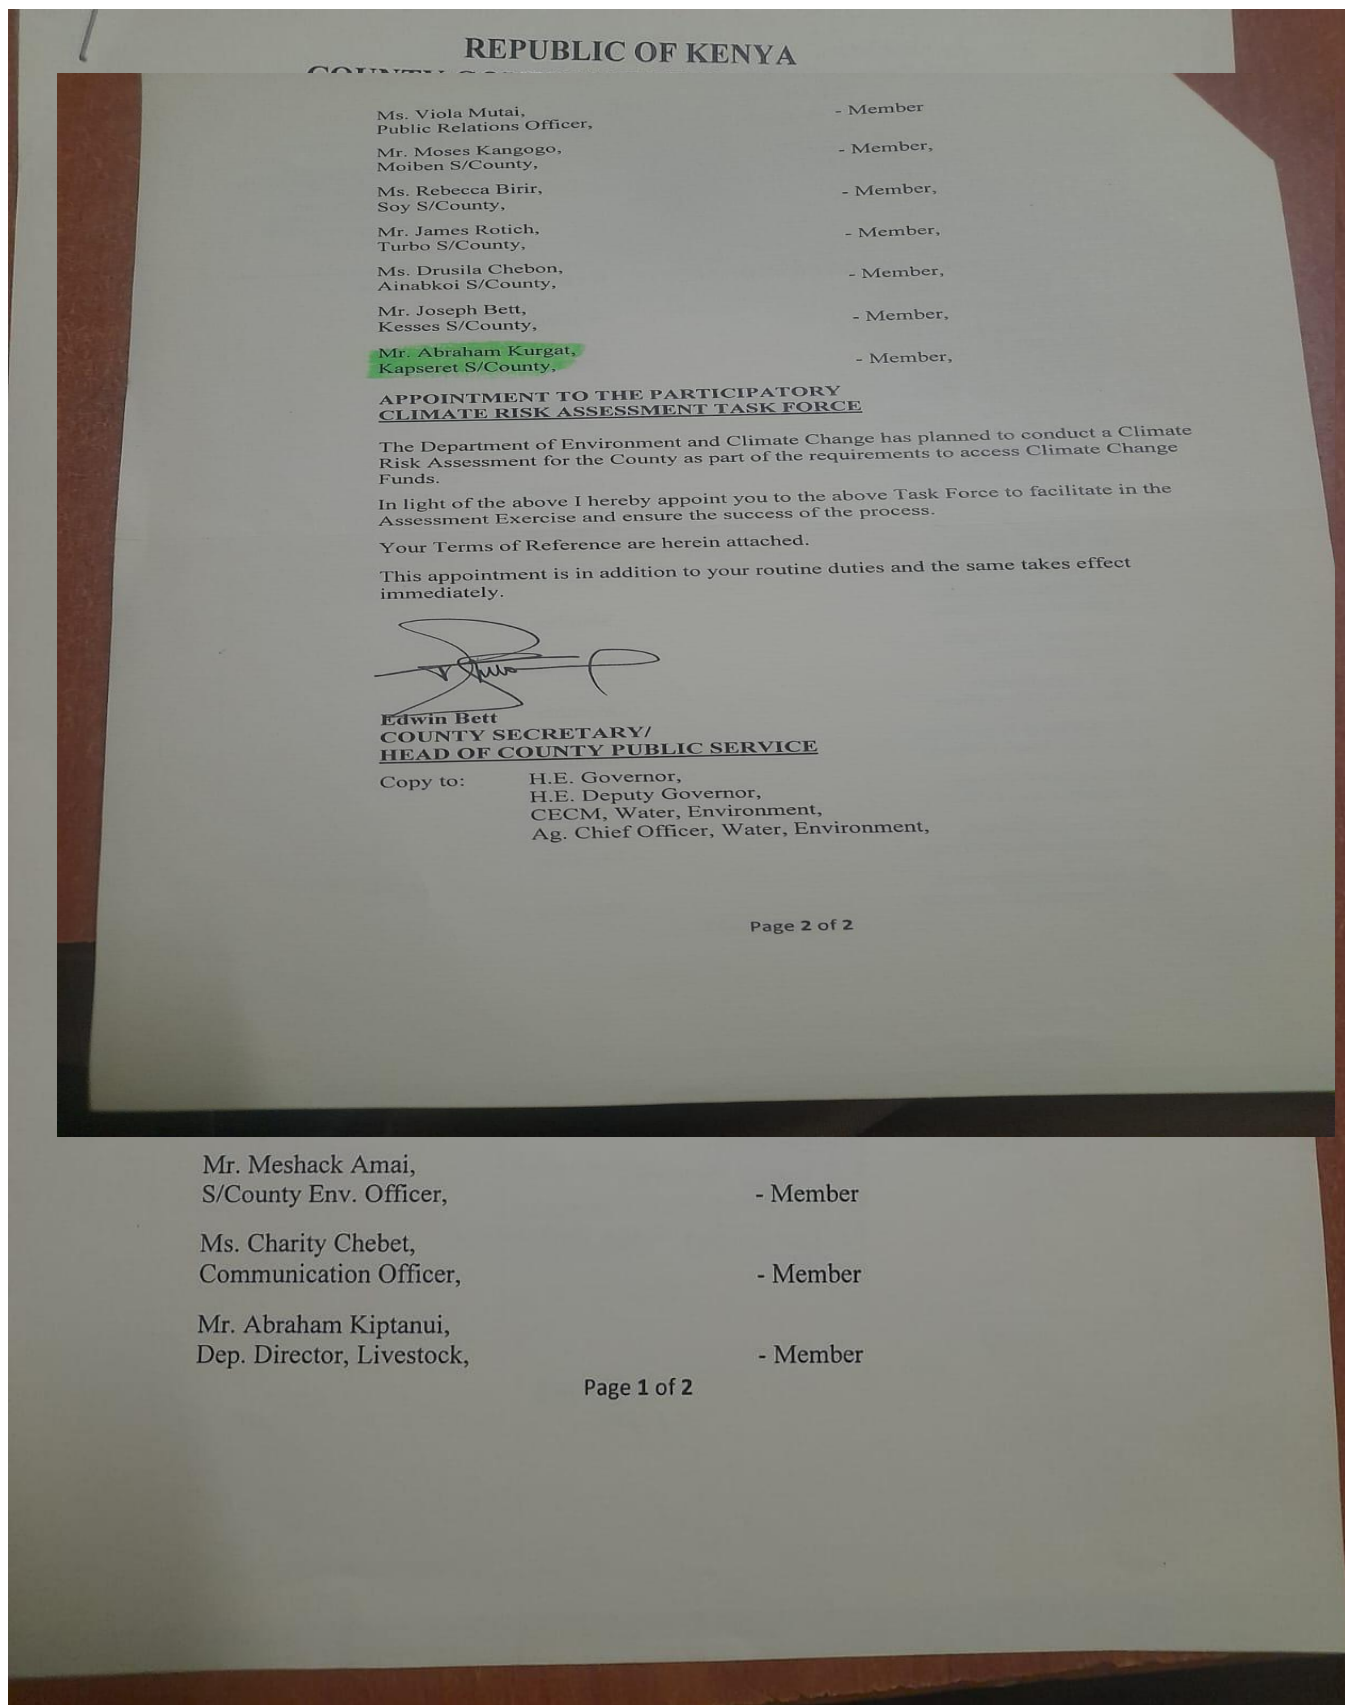 REPUBLIC OF KENYA
COUNTY
Ms. Viola Mutai, - Member
Public Relations Officer,
Mr. Moses Kangogo, - Member,
Moiben S/County,
Ms. Rebecca Birir, - Member,
Soy S/County,
Mr. James Rotich, - Member,
Turbo S/County,
Ms. Drusila Chebon, - Member,
Ainabkoi S/County,
Mr. Joseph Bett, - Member,
Kesses S/County,
Mr. Abraham Kurgat, - Member,
Kapseret S/County,
APPOINTMENT TO THE PARTICIPATORY
CLIMATE RISK ASSESSMENT TASK FORCE
The Department of Environment and Climate Change has planned to conduct a Climate
Risk Assessment for the County as part of the requirements to access Climate Change
Funds.
In light of the above I hereby appoint you to the above Task Force to facilitate in the
Assessment Exercise and ensure the success of the process.
Your Terms of Reference are herein attached.
This appointment is in addition to your routine duties and the same takes effect
immediately.
Edwin Bett
COUNTY SECRETARY/
HEAD OF COUNTY PUBLIC SERVICE
Copy to: H.E. Governor,
H.E. Deputy Governor,
CECM, Water, Environment,
Ag. Chief Officer, Water, Environment,
Page 2 of 2
Mr. Meshack Amai,
S/County Env. Officer, - Member
Ms. Charity Chebet,
Communication Officer, - Member
Mr. Abraham Kiptanui,
Dep. Director, Livestock, - Member
Page 1 of 2